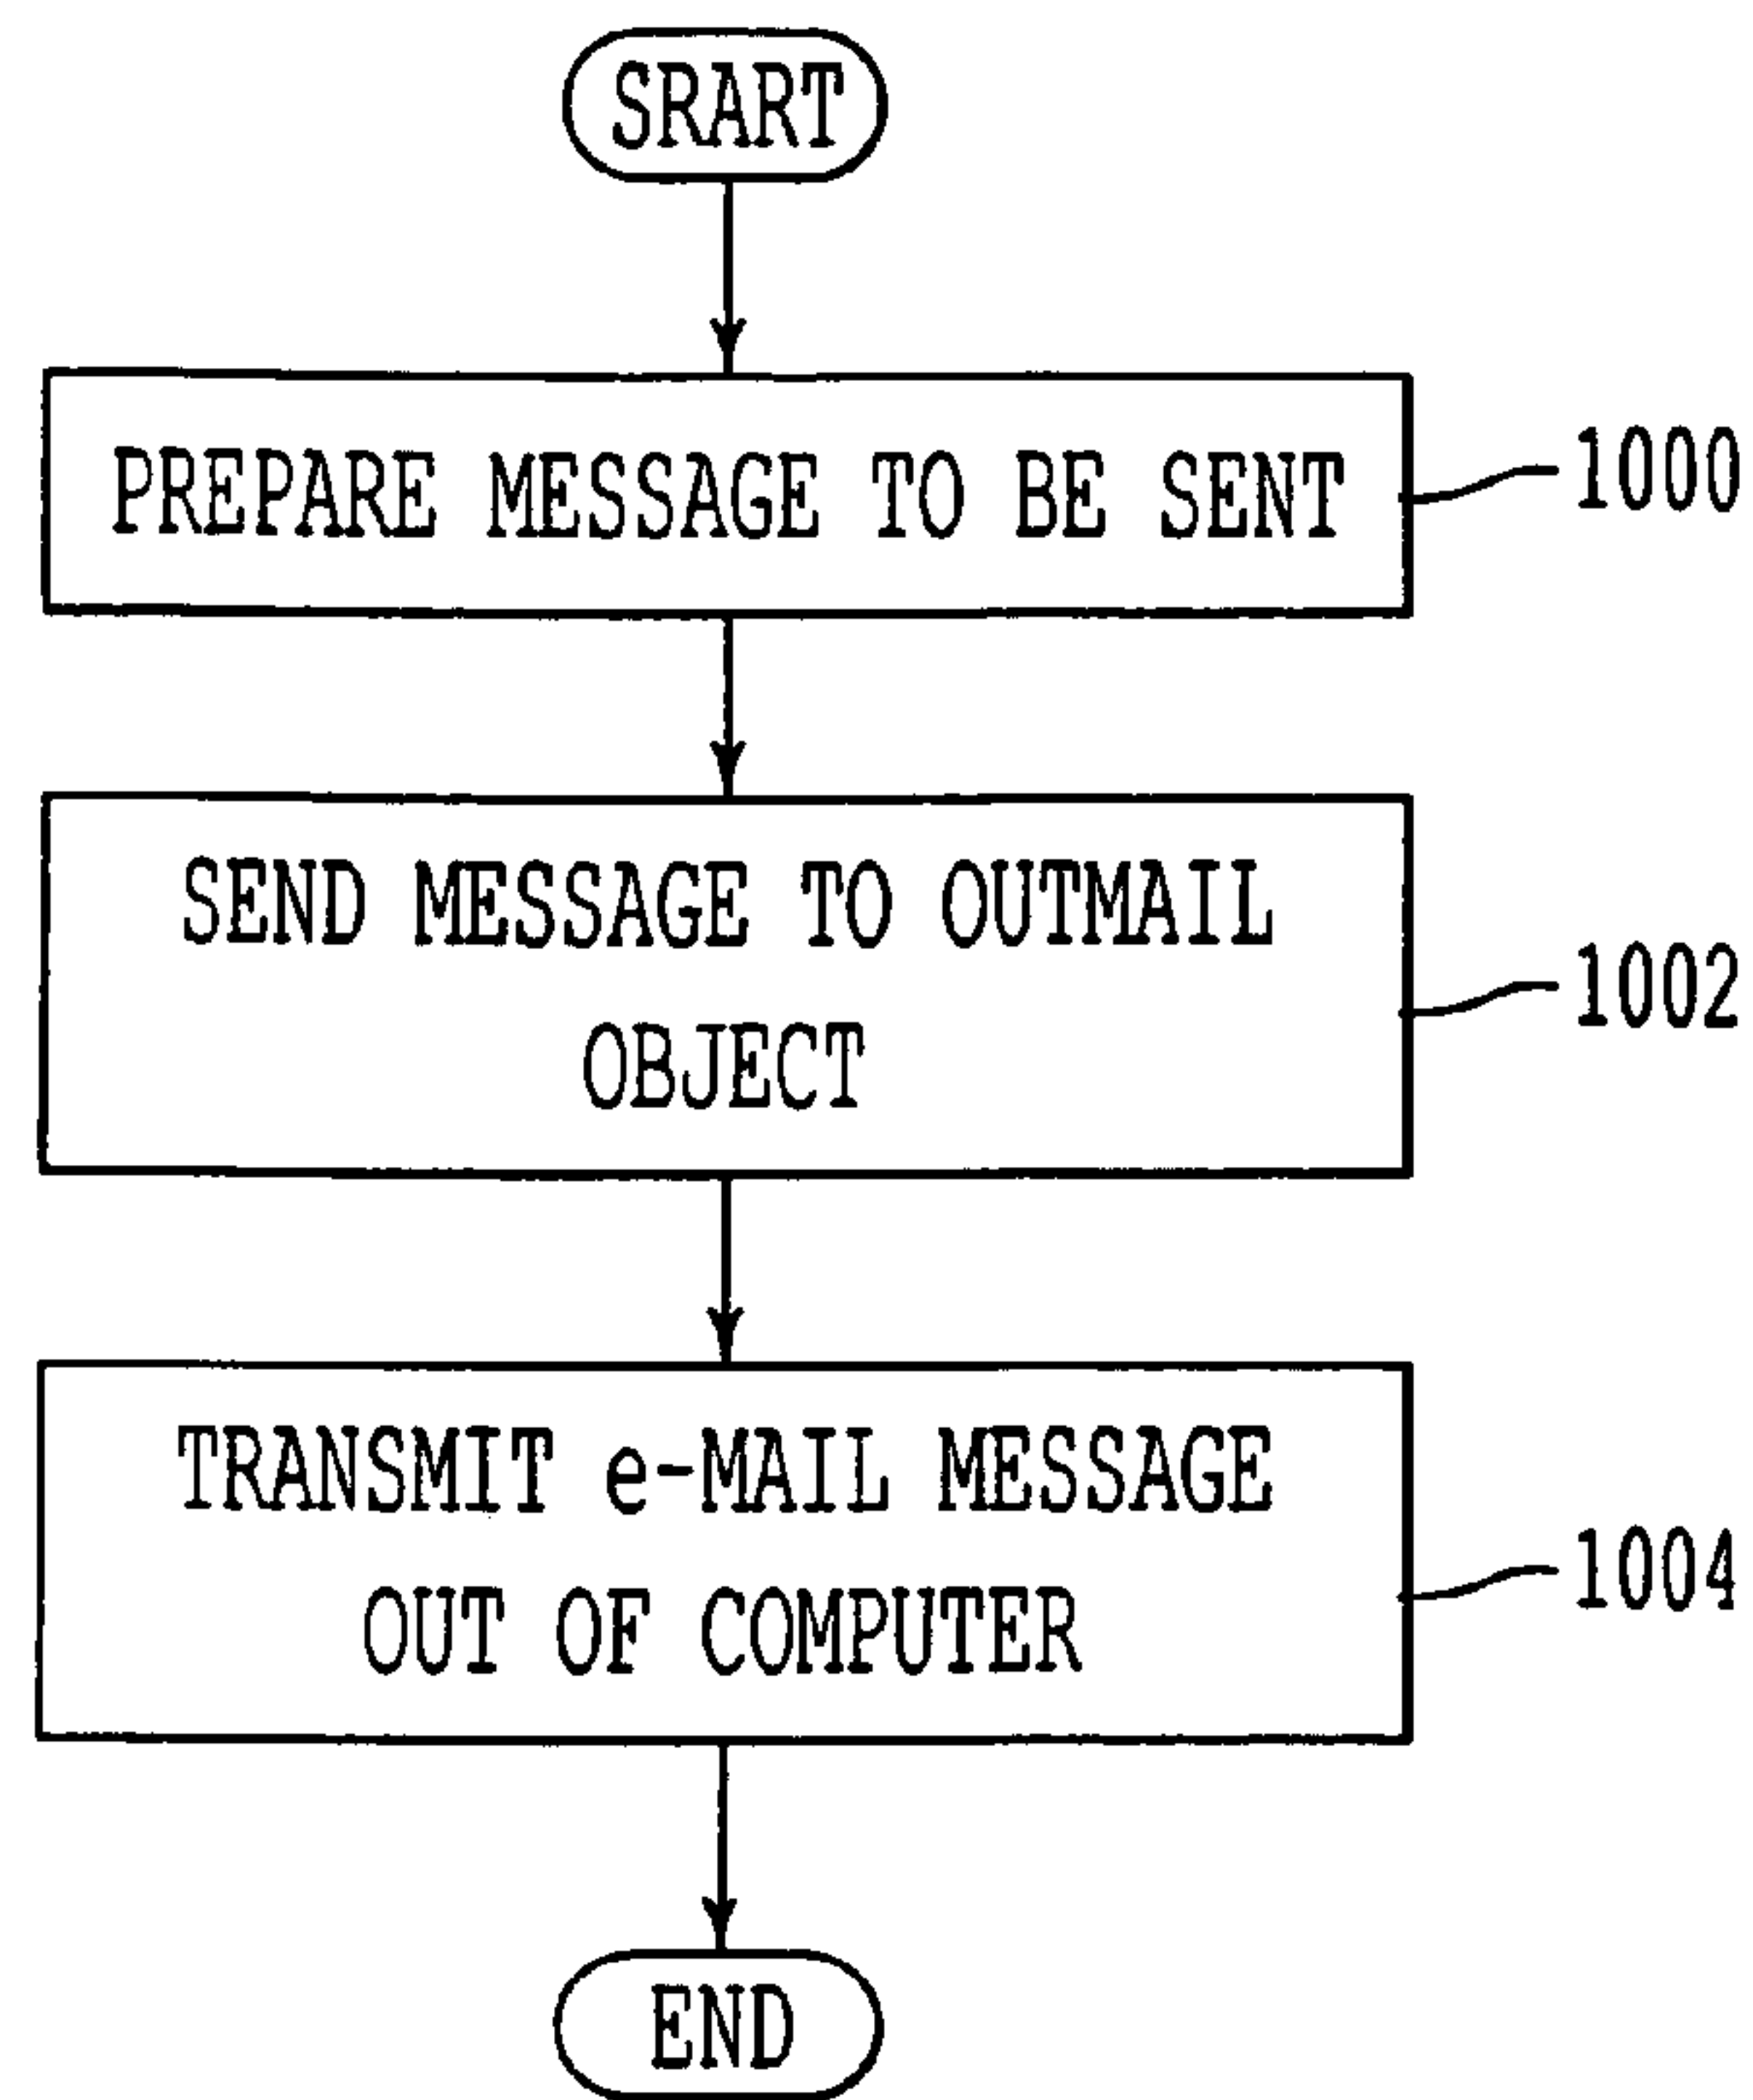 SRART
PREPARE MESSAGE TO BE SENT
1000
SEND MESSAGE TO OUTMAIL
OBJECT
1002
TRANSMIT e-MAIL MESSAGE
OUT OF COMPUTER
1004
END